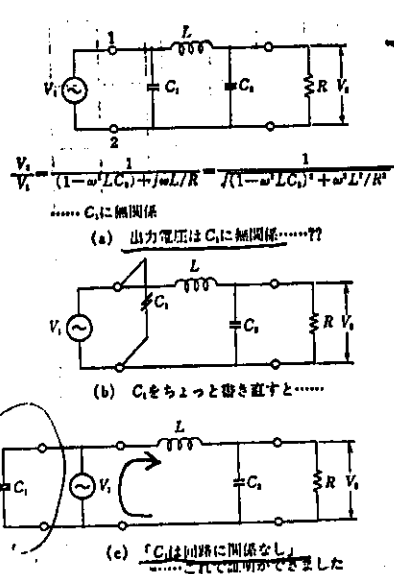 1
L
V₁
C₁
C₂
R V₂
2
V₂/V₁ = 1/((1−ω²LC₂)+jωL/R) = 1/√((1−ω²LC₂)²+ω²L²/R²)
……C₁に無関係
(a) 出力電圧はC₁に無関係……??
L
V₁
C₁
C₂
R V₂
(b) C₁をちょっと書き直すと……
L
C₁
V₁
C₂
R V₂
(c) 「C₁は回路に関係なし」
……これで証明ができました